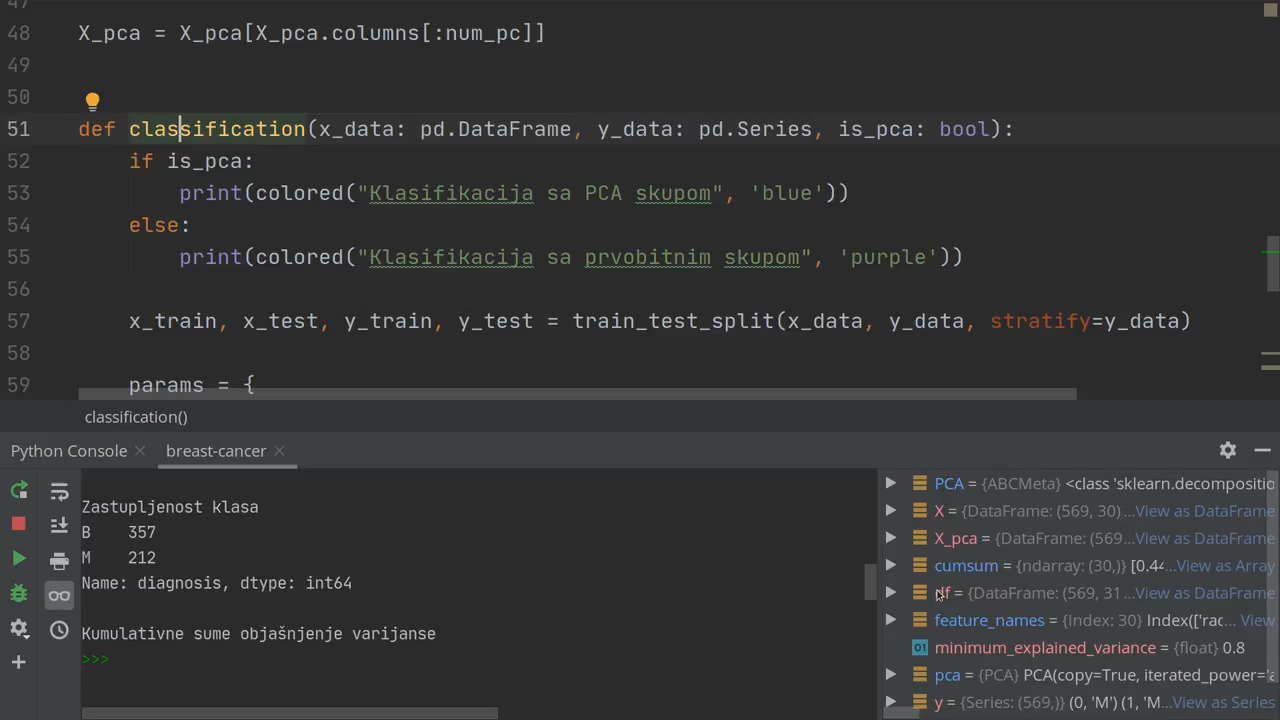 47
48 X_pca = X_pca[X_pca.columns[:num_pc]]
49
50
51 def classification(x_data: pd.DataFrame, y_data: pd.Series, is_pca: bool):
52 if is_pca:
53 print(colored("Klasifikacija sa PCA skupom", 'blue'))
54 else:
55 print(colored("Klasifikacija sa prvobitnim skupom", 'purple'))
56
57 x_train, x_test, y_train, y_test = train_test_split(x_data, y_data, stratify=y_data)
58
59 params = {
classification()
Python Console
breast-cancer
Zastupljenost klasa
B 357
M 212
Name: diagnosis, dtype: int64
Kumulativne sume objašnjenje varijanse
>>>
PCA = {ABCMeta} <class 'sklearn.decompositio
X = {DataFrame: (569, 30)...View as DataFrame
X_pca = {DataFrame: (569...View as DataFrame
cumsum = {ndarray: (30,)} [0.44...View as Array
df = {DataFrame: (569, 31...View as DataFrame
feature_names = {Index: 30} Index(['rac... View
01 minimum_explained_variance = {float} 0.8
pca = {PCA} PCA(copy=True, iterated_power='a
y = {Series: (569,)} (0, 'M') (1, 'M...View as Series